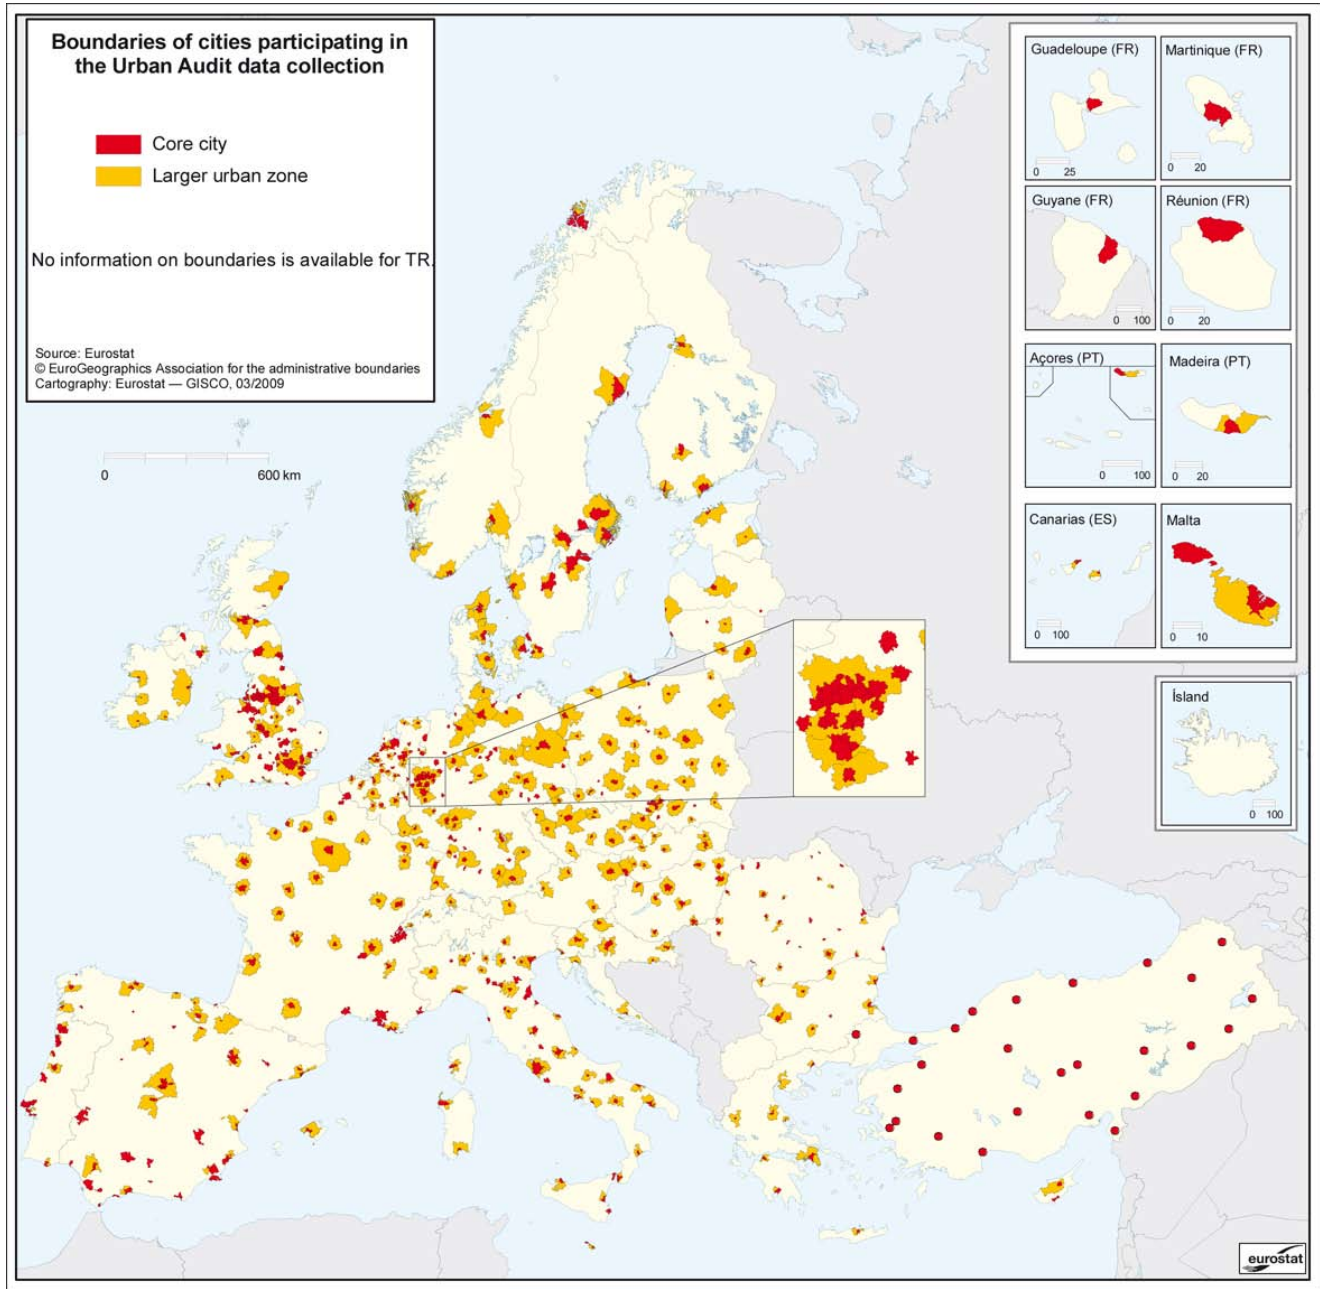 Boundaries of cities participating in
the Urban Audit data collection
Core city
Larger urban zone
No information on boundaries is available for TR.
Source: Eurostat
© EuroGeographics Association for the administrative boundaries
Cartography: Eurostat — GISCO, 03/2009
0 600 km
Guadeloupe (FR)
0 25
Martinique (FR)
0 20
Guyane (FR)
0 100
Réunion (FR)
0 20
Açores (PT)
0 100
Madeira (PT)
0 20
Canarias (ES)
0 100
Malta
0 10
Ísland
0 100
eurostat